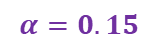 α = 0.15